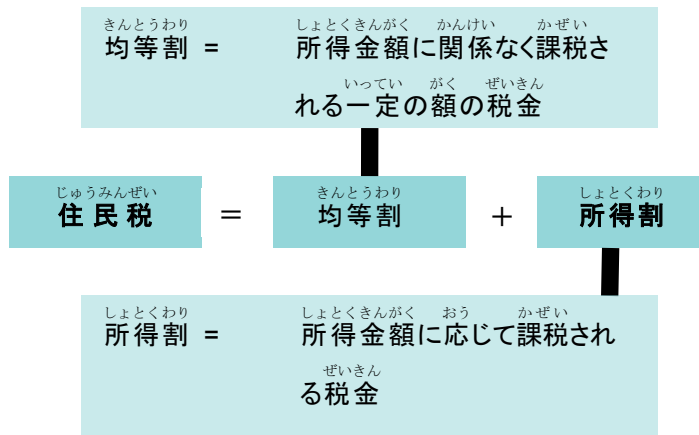 きんとうわり しょとくきんがく かんけい かぜい
均等割 = 所得金額に関係なく課税さ
いってい がく ぜいきん
れる一定の額の税金
じゅうみんぜい きんとうわり しょとくわり
住民税 = 均等割 + 所得割
しょとくわり しょとくきんがく おう かぜい
所得割 = 所得金額に応じて課税され
ぜいきん
る税金